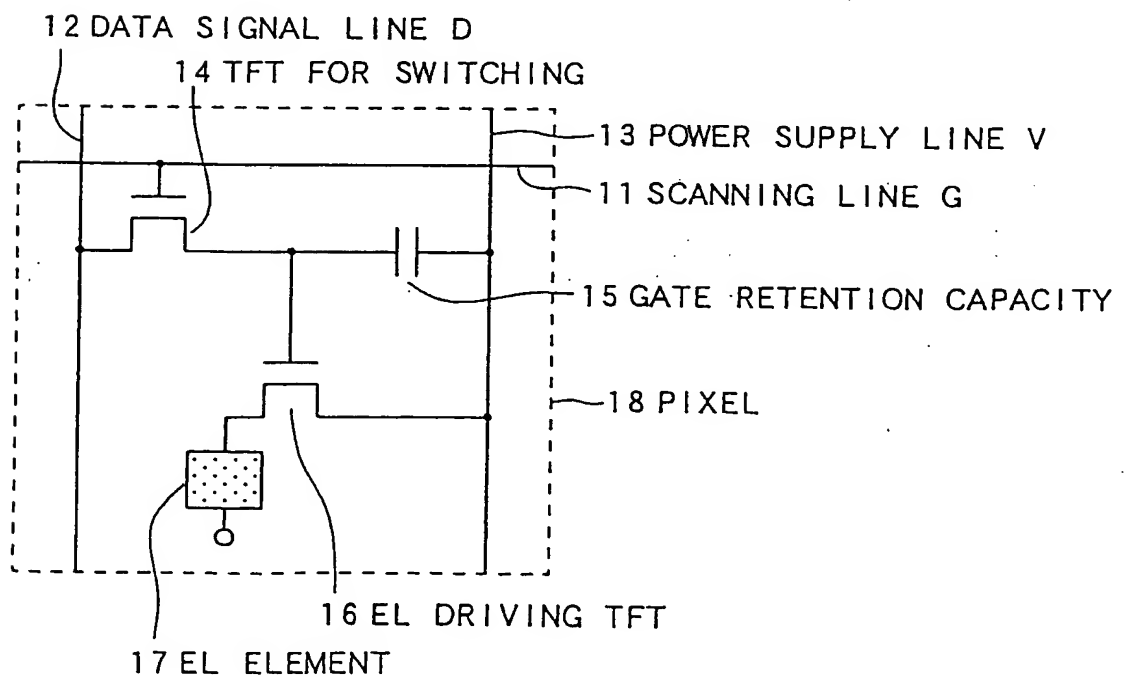 12 DATA SIGNAL LINE D
14 TFT FOR SWITCHING
13 POWER SUPPLY LINE V
11 SCANNING LINE G
15 GATE RETENTION CAPACITY
18 PIXEL
16 EL DRIVING TFT
17 EL ELEMENT